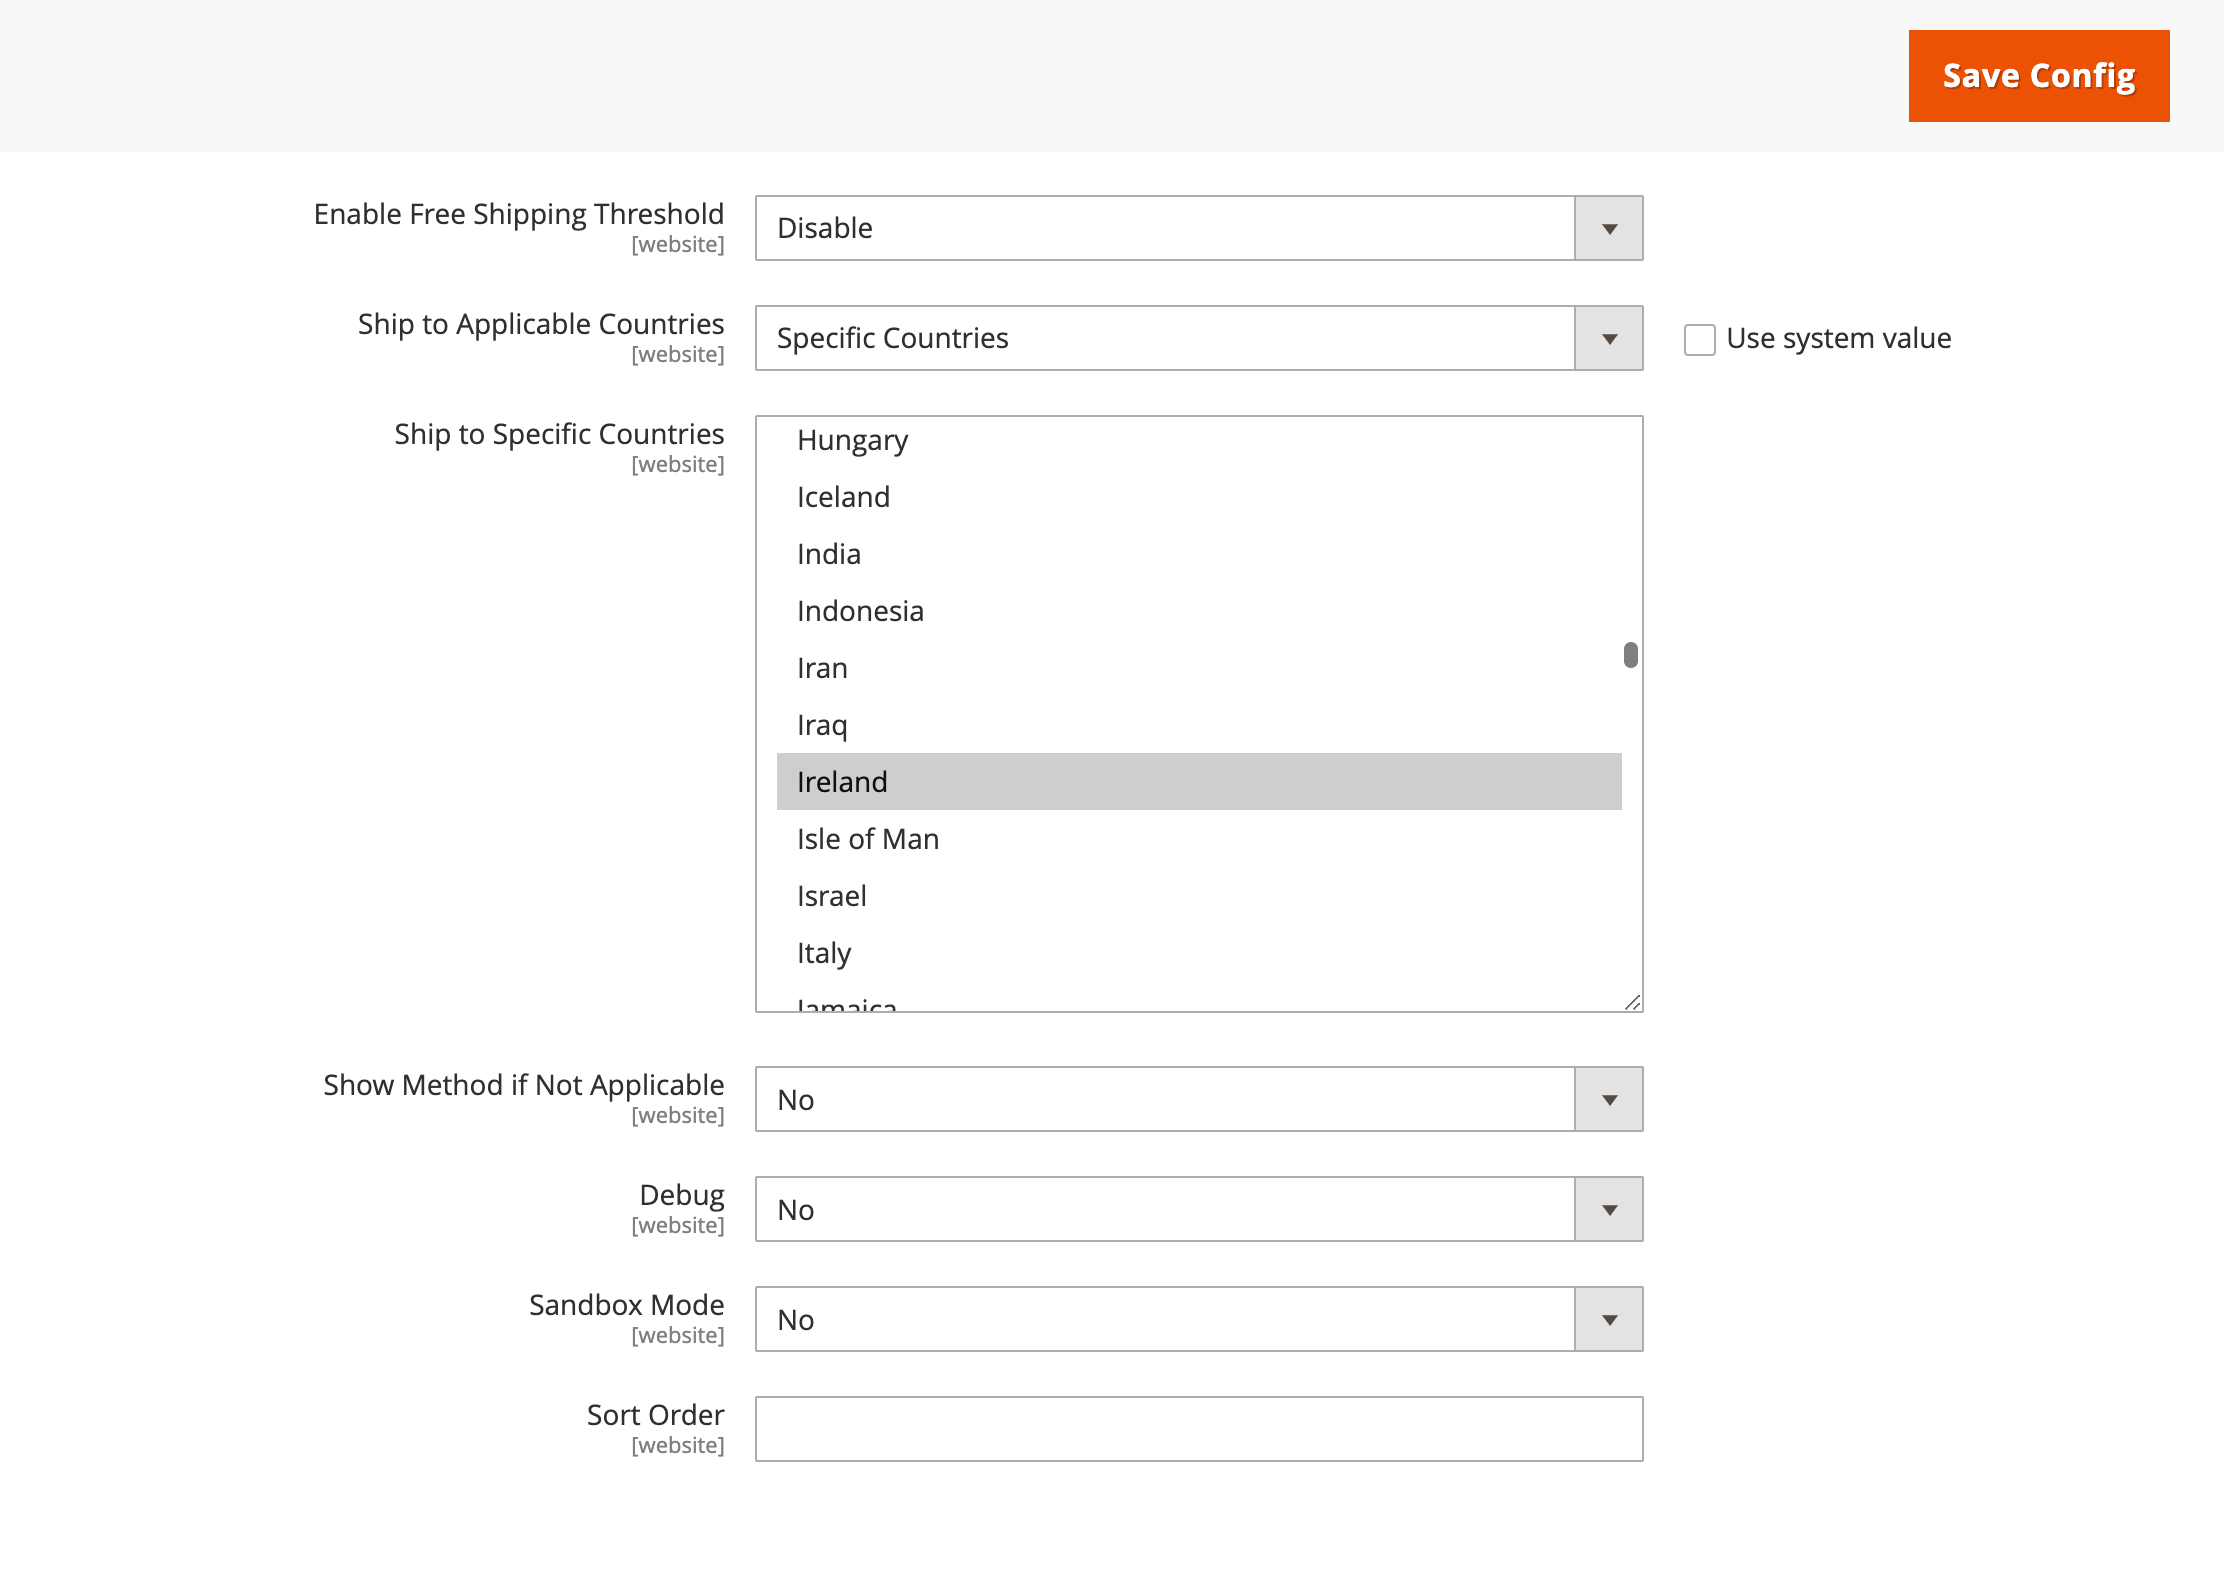 Save Config
Enable Free Shipping Threshold
[website]
Disable
Ship to Applicable Countries
[website]
Specific Countries
Use system value
Ship to Specific Countries
[website]
Hungary
Iceland
India
Indonesia
Iran
Iraq
Ireland
Isle of Man
Israel
Italy
Jamaica
Show Method if Not Applicable
[website]
No
Debug
[website]
No
Sandbox Mode
[website]
No
Sort Order
[website]